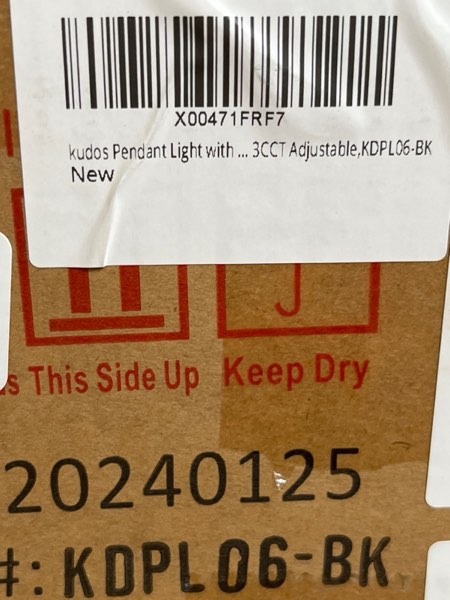 X00471FRF7
kudos Pendant Light with ... 3CCT Adjustable,KDPL06-BK
New
s This Side Up Keep Dry
20240125
#: KDPL06-BK